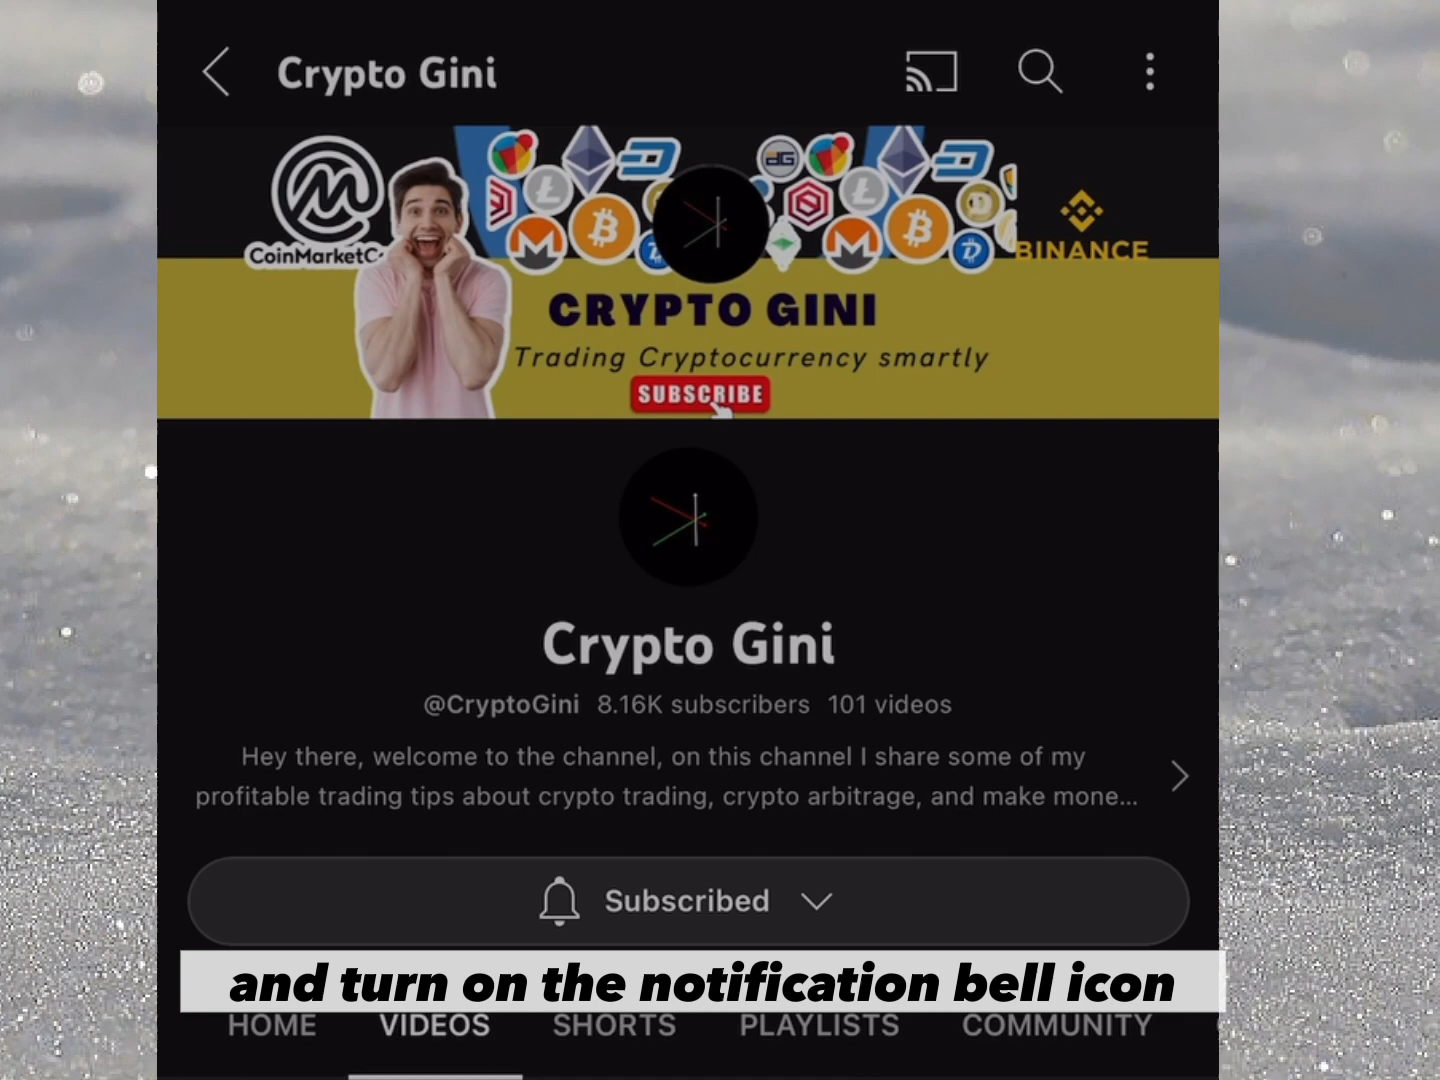 Crypto Gini
CoinMarketC
BINANCE
CRYPTO GINI
Trading Cryptocurrency smartly
SUBSCRIBE
Crypto Gini
@CryptoGini 8.16K subscribers 101 videos
Hey there, welcome to the channel, on this channel I share some of my
profitable trading tips about crypto trading, crypto arbitrage, and make mone...
Subscribed
and turn on the notification bell icon
HOME VIDEOS SHORTS PLAYLISTS COMMUNITY